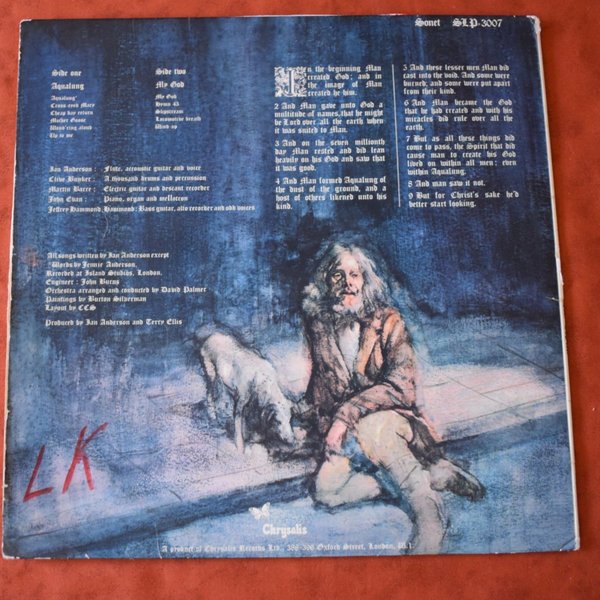 Sonet SLP-3007
Side one
Aqualung
Aqualung
Cross eyed Mary
Cheap day return
Mother Goose
Wond'ring aloud
Up to me
Side two
My God
My God
Hymn 43
Slipstream
Locomotive breath
Wind up
Ian Anderson : Flute, accoustic guitar and voice
Clive Bunker : A thousand drums and percussion
Martin Barre : Electric guitar and descant recorder
John Evan : Piano, organ and mellotron
Jeffrey Hammond, Hammond: Bass guitar, alto recorder and odd voices
All songs written by Ian Anderson except
Words by Jennie Anderson.
Recorded at Island Studios, London.
Engineer : John Burns
Orchestra arranged and conducted by David Palmer
Paintings by Burton Silverman
Layout by CCS
Produced by Ian Anderson and Terry Ellis
In the beginning Man
created God; and in
the image of Man
created he him.
2 And Man gave unto God a
multitude of names, that he might
be Lord over all the earth when
it was suited to Man.
3 And on the seven millionth
day Man rested and did lean
heavily on his God and saw that
it was good.
4 And Man formed Aqualung of
the dust of the ground, and a
host of others likened unto his
kind.
5 And these lesser men Man did
cast into the void. And some were
burned; and some were put apart
from their kind.
6 And Man became the God
that he had created and with his
miracles did rule over all the
earth.
7 But as all these things did
come to pass, the Spirit that did
cause man to create his God
lived on within all men : even
within Aqualung.
8 And man saw it not.
9 But for Christ's sake he'd
better start looking.
LK
Chrysalis
A product of Chrysalis Records Ltd., 388-396 Oxford Street, London, W.1.